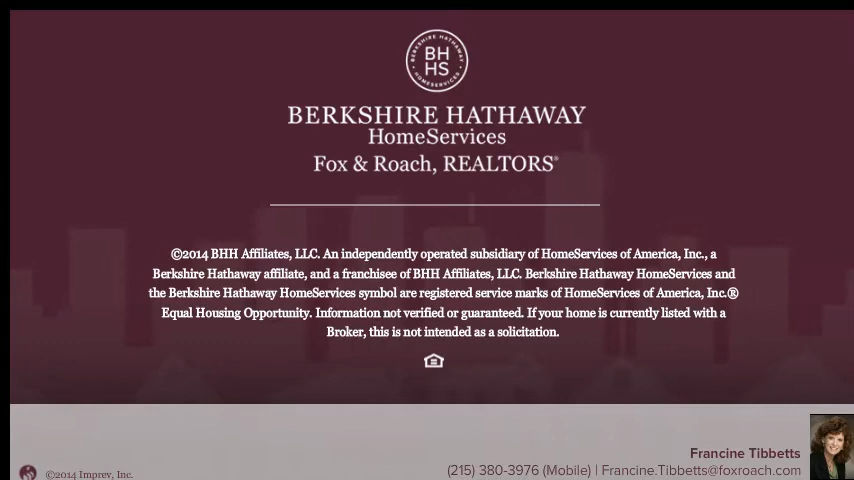 BERKSHIRE HATHAWAY
HOMESERVICES
BH
HS
BERKSHIRE HATHAWAY
HomeServices
Fox & Roach, REALTORS®
©2014 BHH Affiliates, LLC. An independently operated subsidiary of HomeServices of America, Inc., a
Berkshire Hathaway affiliate, and a franchisee of BHH Affiliates, LLC. Berkshire Hathaway HomeServices and
the Berkshire Hathaway HomeServices symbol are registered service marks of HomeServices of America, Inc.®
Equal Housing Opportunity. Information not verified or guaranteed. If your home is currently listed with a
Broker, this is not intended as a solicitation.
Francine Tibbetts
(215) 380-3976 (Mobile) | Francine.Tibbetts@foxroach.com
©2014 Imprev, Inc.